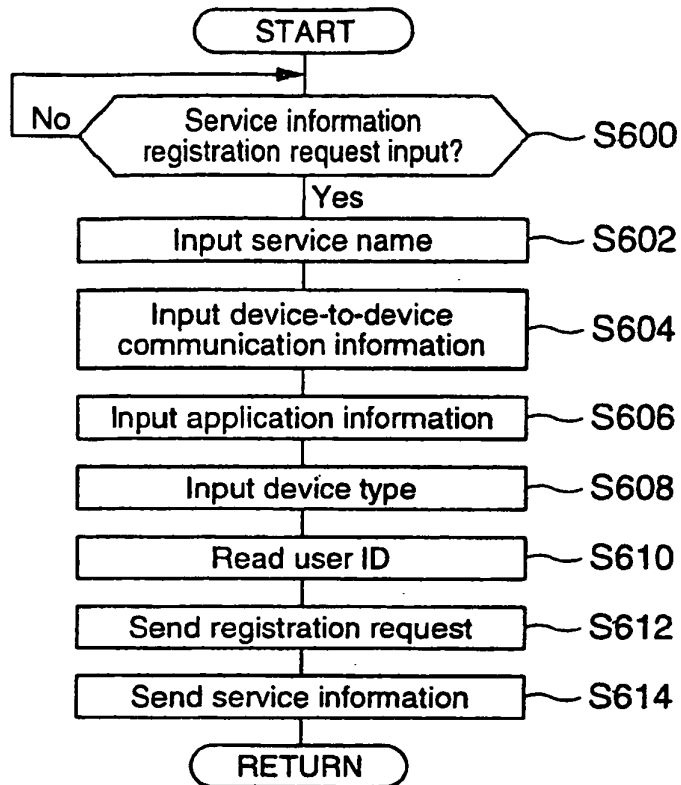 START
No
Service information
registration request input?
S600
Yes
Input service name
S602
Input device-to-device
communication information
S604
Input application information
S606
Input device type
S608
Read user ID
S610
Send registration request
S612
Send service information
S614
RETURN